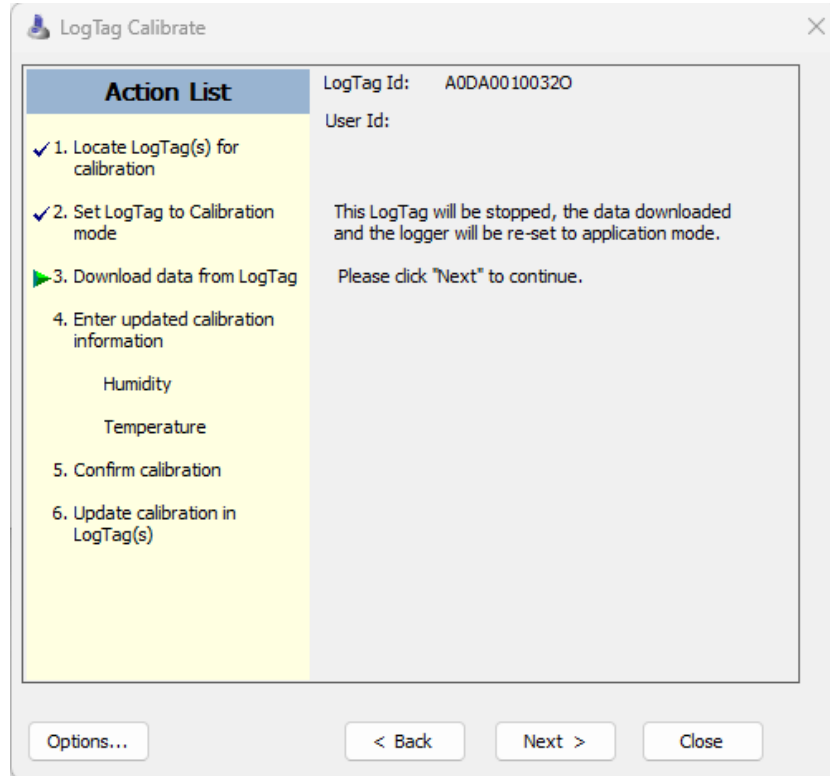 LogTag Calibrate
Action List
1. Locate LogTag(s) for
calibration
2. Set LogTag to Calibration
mode
3. Download data from LogTag
4. Enter updated calibration
information
Humidity
Temperature
5. Confirm calibration
6. Update calibration in
LogTag(s)
LogTag Id: A0DA0010032O
User Id:
This LogTag will be stopped, the data downloaded
and the logger will be re-set to application mode.
Please click "Next" to continue.
Options... < Back Next > Close